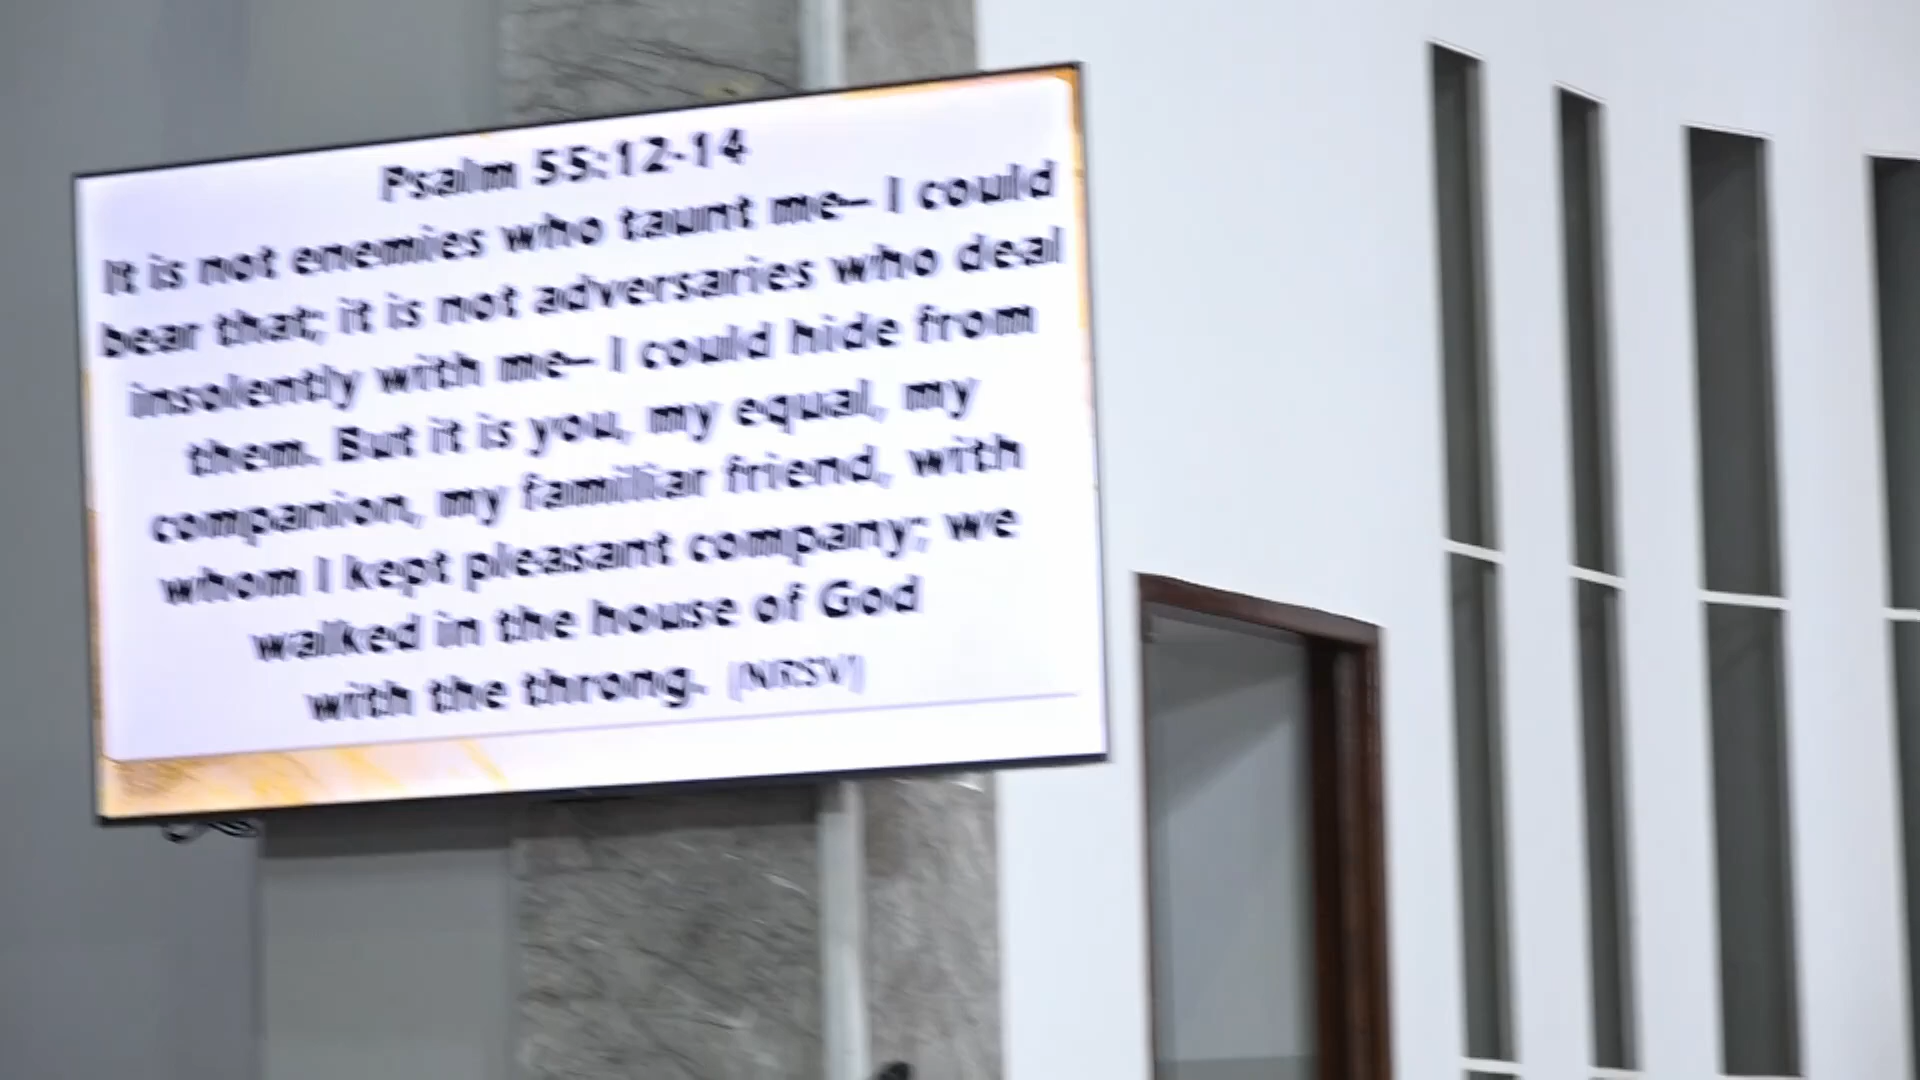 Psalm 55:12-14
It is not enemies who taunt me– I could
bear that; it is not adversaries who deal
insolently with me– I could hide from
them. But it is you, my equal, my
companion, my familiar friend, with
whom I kept pleasant company; we
walked in the house of God
with the throng. (NRSV)